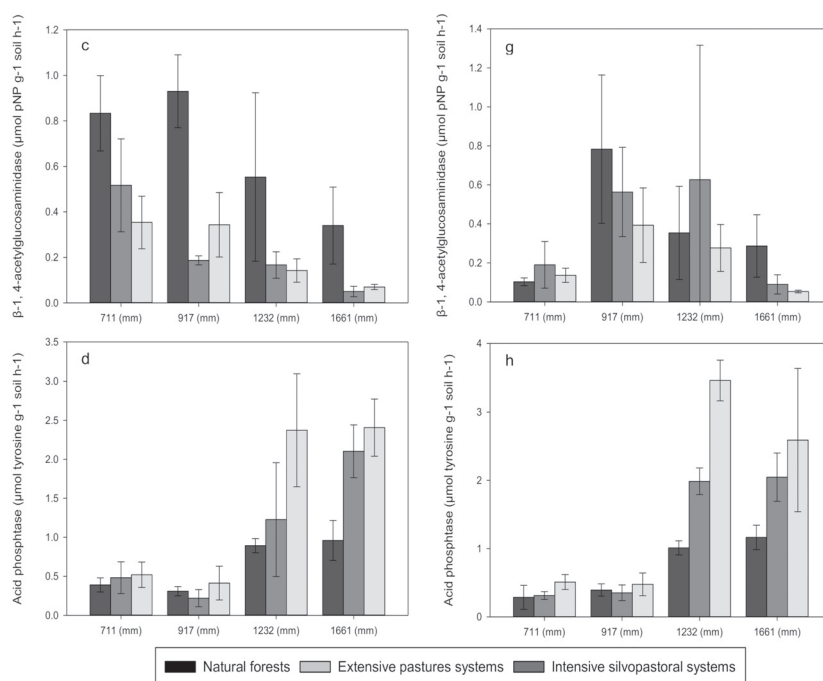 c
β-1, 4-acetylglucosaminidase (μmol pNP g-1 soil h-1)
1.2
1.0
0.8
0.6
0.4
0.2
0.0
711 (mm) 917 (mm) 1232 (mm) 1661 (mm)
g
β-1, 4-acetylglucosaminidase (μmol pNP g-1 soil h-1)
1.4
1.2
1.0
0.8
0.6
0.4
0.2
0.0
711 (mm) 917 (mm) 1232 (mm) 1661 (mm)
d
Acid phosphtase (μmol tyrosine g-1 soil h-1)
3.5
3.0
2.5
2.0
1.5
1.0
0.5
0.0
711 (mm) 917 (mm) 1232 (mm) 1661 (mm)
h
Acid phosphtase (μmol tyrosine g-1 soil h-1)
4
3
2
1
0
711 (mm) 917 (mm) 1232 (mm) 1661 (mm)
Natural forests Extensive pastures systems Intensive silvopastoral systems